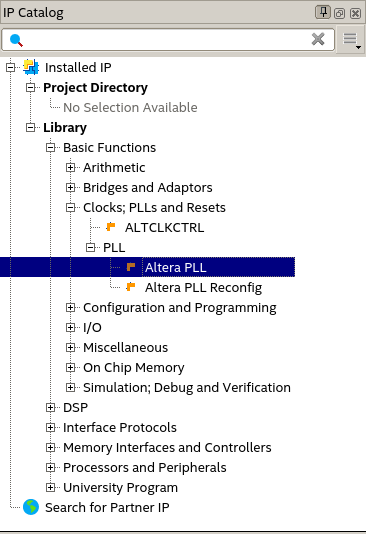 IP Catalog
Installed IP
Project Directory
No Selection Available
Library
Basic Functions
Arithmetic
Bridges and Adaptors
Clocks; PLLs and Resets
ALTCLKCTRL
PLL
Altera PLL
Altera PLL Reconfig
Configuration and Programming
I/O
Miscellaneous
On Chip Memory
Simulation; Debug and Verification
DSP
Interface Protocols
Memory Interfaces and Controllers
Processors and Peripherals
University Program
Search for Partner IP